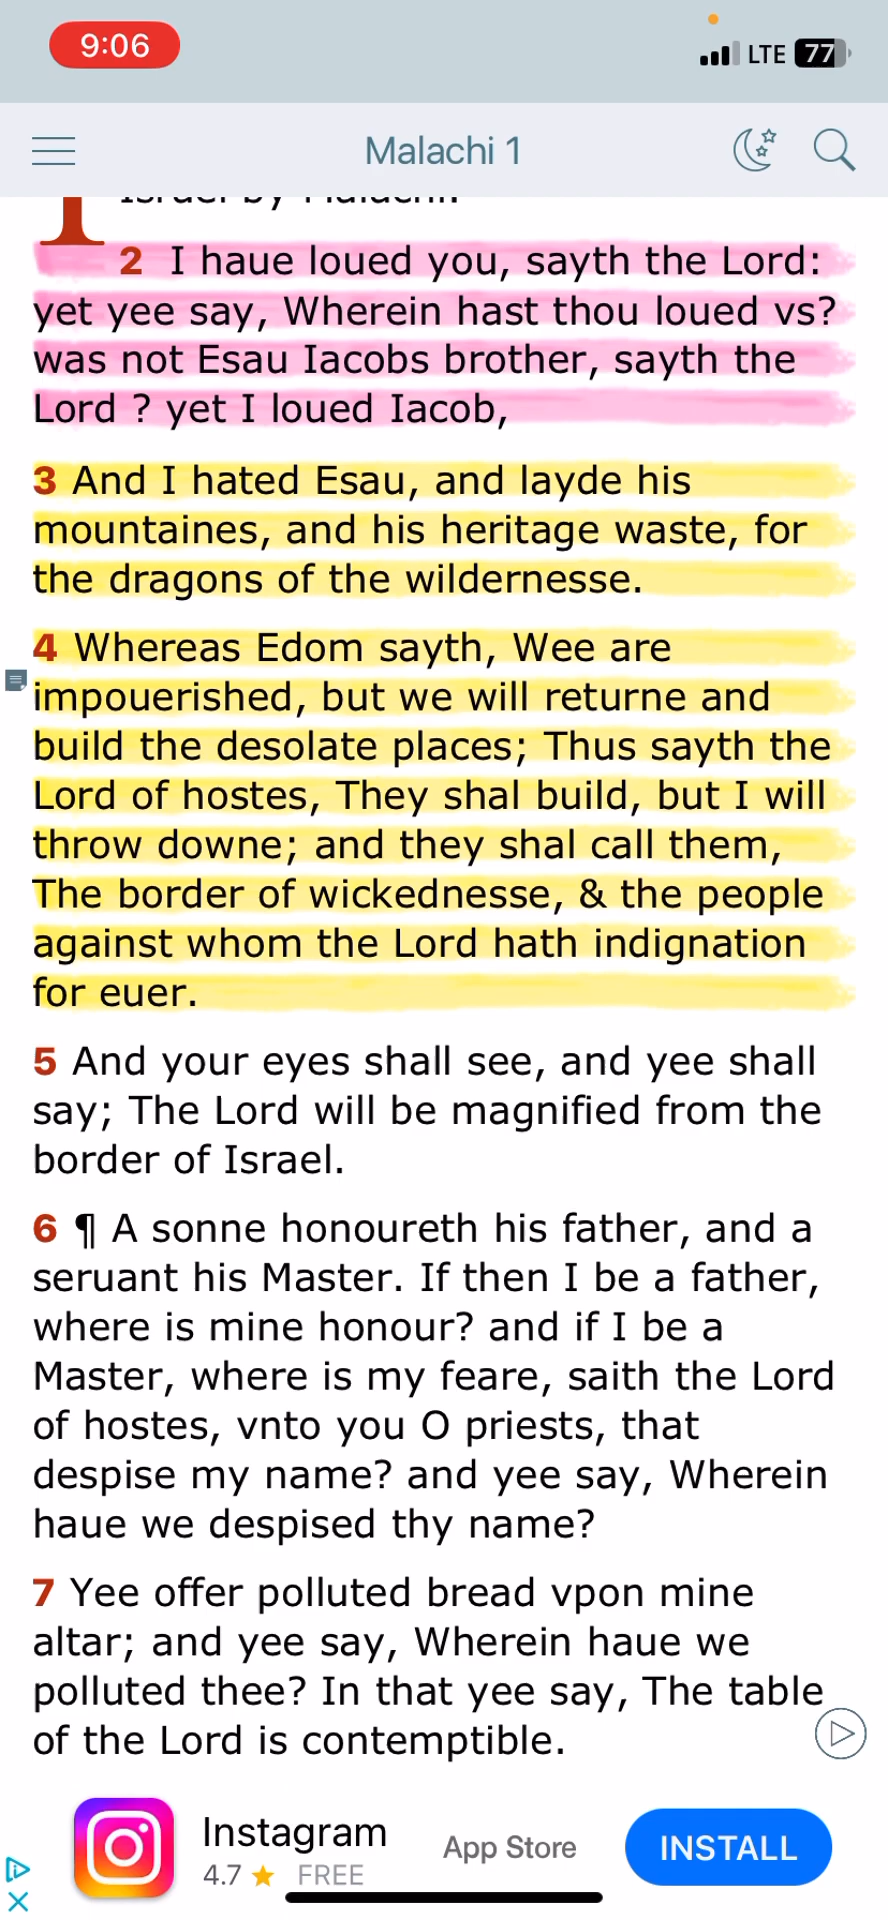 9:06
LTE 77
Malachi 1
Israel by Malachi.
2 I haue loued you, sayth the Lord:
yet yee say, Wherein hast thou loued vs?
was not Esau Iacobs brother, sayth the
Lord ? yet I loued Iacob,
3 And I hated Esau, and layde his
mountaines, and his heritage waste, for
the dragons of the wildernesse.
4 Whereas Edom sayth, Wee are
impouerished, but we will returne and
build the desolate places; Thus sayth the
Lord of hostes, They shal build, but I will
throw downe; and they shal call them,
The border of wickednesse, & the people
against whom the Lord hath indignation
for euer.
5 And your eyes shall see, and yee shall
say; The Lord will be magnified from the
border of Israel.
6 ¶ A sonne honoureth his father, and a
seruant his Master. If then I be a father,
where is mine honour? and if I be a
Master, where is my feare, saith the Lord
of hostes, vnto you O priests, that
despise my name? and yee say, Wherein
haue we despised thy name?
7 Yee offer polluted bread vpon mine
altar; and yee say, Wherein haue we
polluted thee? In that yee say, The table
of the Lord is contemptible.
Instagram
4.7 ★ FREE
App Store
INSTALL